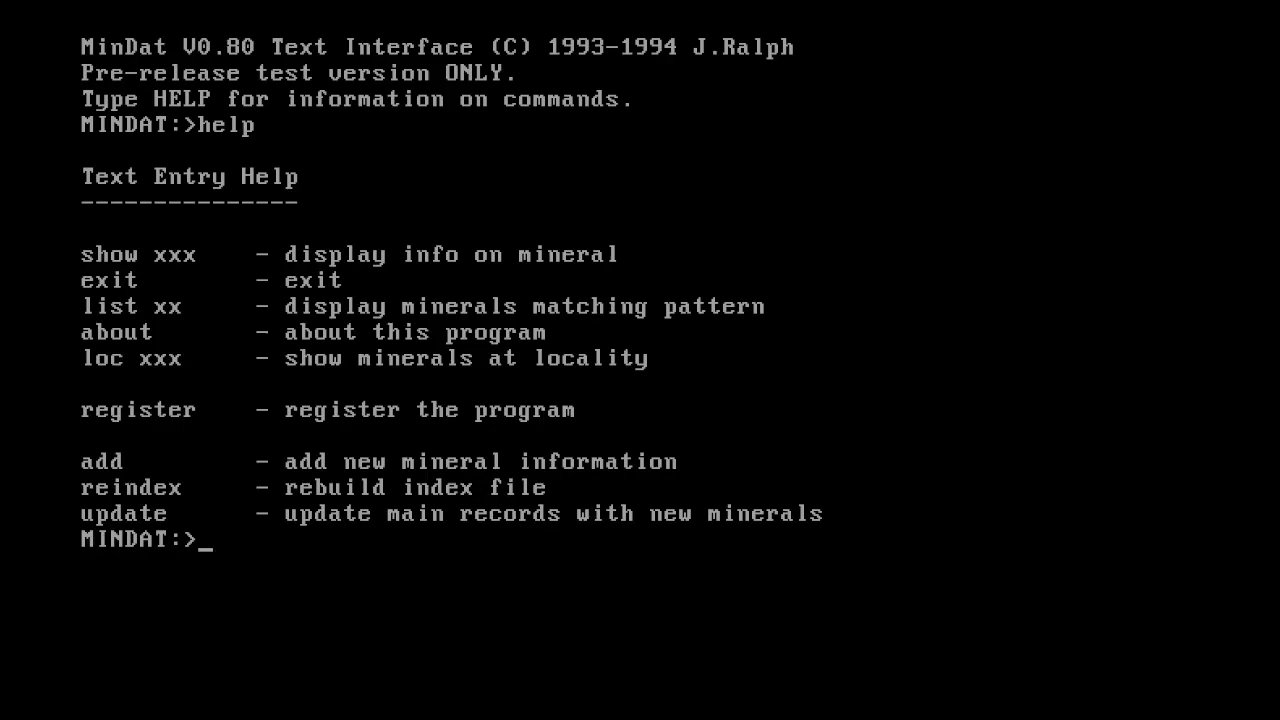 MinDat V0.80 Text Interface (C) 1993-1994 J.Ralph
Pre-release test version ONLY.
Type HELP for information on commands.
MINDAT:>help
Text Entry Help
---------------
show xxx    - display info on mineral
exit        - exit
list xx     - display minerals matching pattern
about       - about this program
loc xxx     - show minerals at locality
register    - register the program
add         - add new mineral information
reindex     - rebuild index file
update      - update main records with new minerals
MINDAT:>_